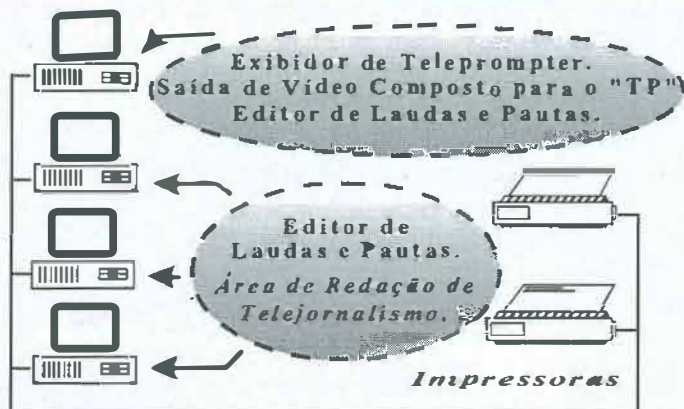 Exibidor de Teleprompter.
Saída de Vídeo Composto para o "TP"
Editor de Laudas e Pautas.
Editor de
Laudas e Pautas.
Área de Redação de
Telejornalismo.
Impressoras